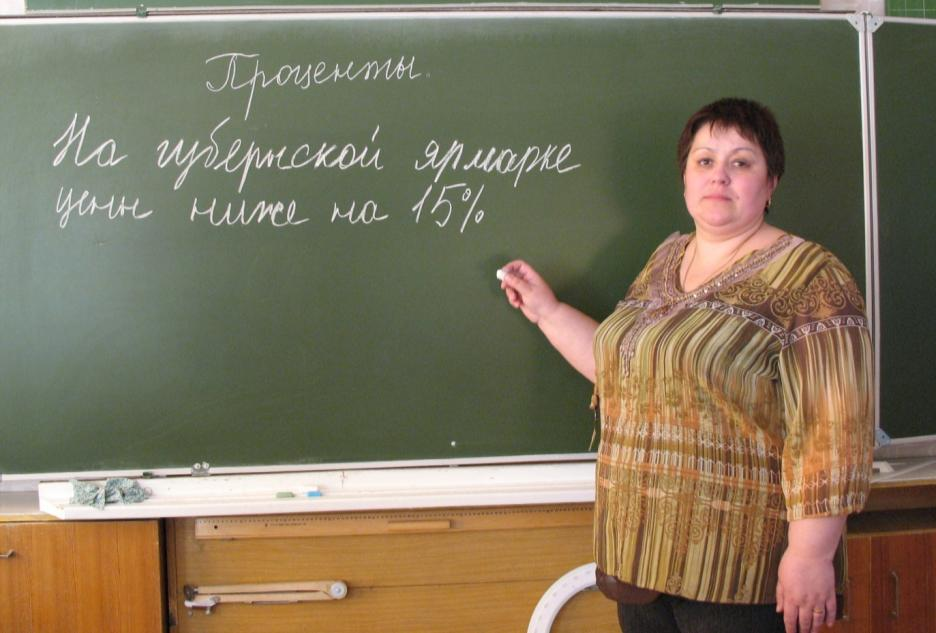 Проценты.
На губернской ярмарке
цены ниже на 15%